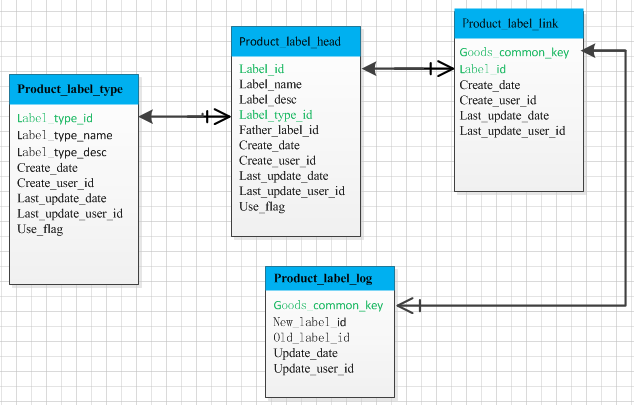 Product_label_type
Label_type_id
Label_type_name
Label_type_desc
Create_date
Create_user_id
Last_update_date
Last_update_user_id
Use_flag
Product_label_head
Label_id
Label_name
Label_desc
Label_type_id
Father_label_id
Create_date
Create_user_id
Last_update_date
Last_update_user_id
Use_flag
Product_label_link
Goods_common_key
Label_id
Create_date
Create_user_id
Last_update_date
Last_update_user_id
Product_label_log
Goods_common_key
New_label_id
Old_label_id
Update_date
Update_user_id